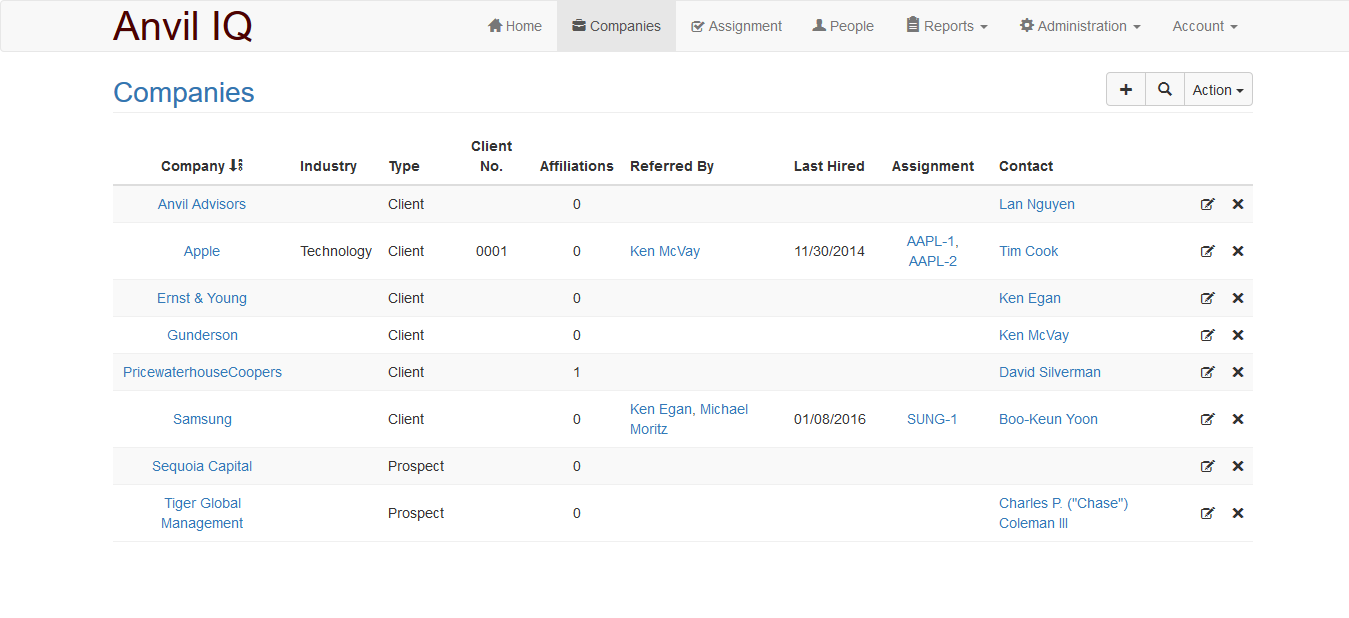 Anvil IQ
Home Companies Assignment People Reports Administration Account
Companies
Action
Company Industry Type Client No. Affiliations Referred By Last Hired Assignment Contact
Anvil Advisors Client 0 Lan Nguyen
Apple Technology Client 0001 0 Ken McVay 11/30/2014 AAPL-1, AAPL-2 Tim Cook
Ernst & Young Client 0 Ken Egan
Gunderson Client 0 Ken McVay
PricewaterhouseCoopers Client 1 David Silverman
Samsung Client 0 Ken Egan, Michael Moritz 01/08/2016 SUNG-1 Boo-Keun Yoon
Sequoia Capital Prospect 0
Tiger Global Management Prospect 0 Charles P. ("Chase") Coleman III